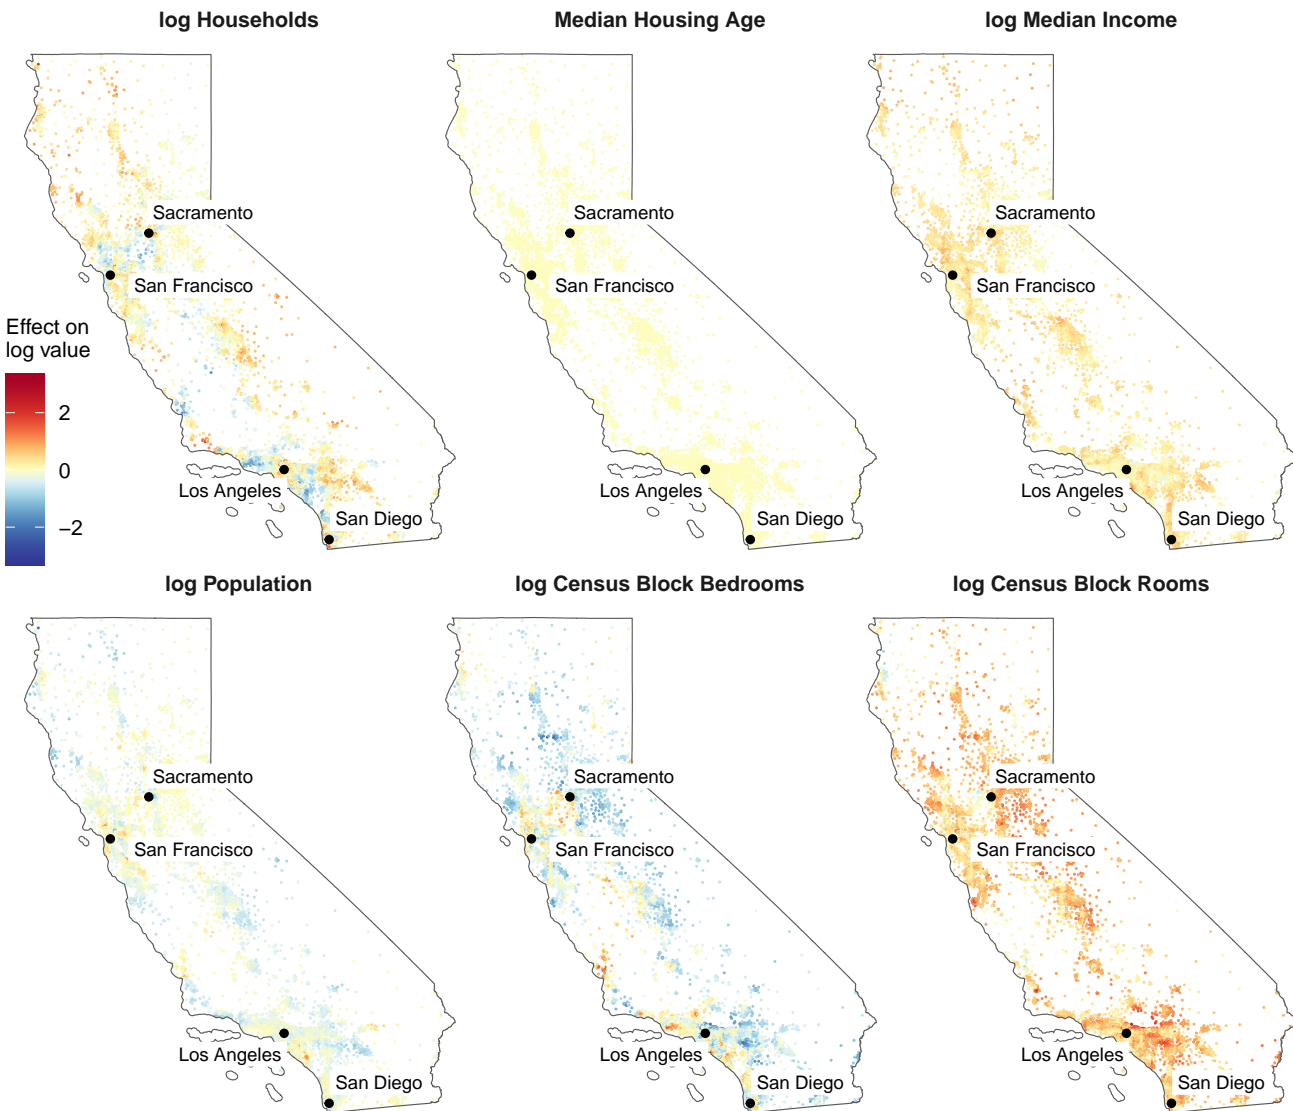 log Households
Median Housing Age
log Median Income
Sacramento
San Francisco
Los Angeles
San Diego
Sacramento
San Francisco
Los Angeles
San Diego
Sacramento
San Francisco
Los Angeles
San Diego
Effect on
log value
2
0
−2
log Population
log Census Block Bedrooms
log Census Block Rooms
Sacramento
San Francisco
Los Angeles
San Diego
Sacramento
San Francisco
Los Angeles
San Diego
Sacramento
San Francisco
Los Angeles
San Diego